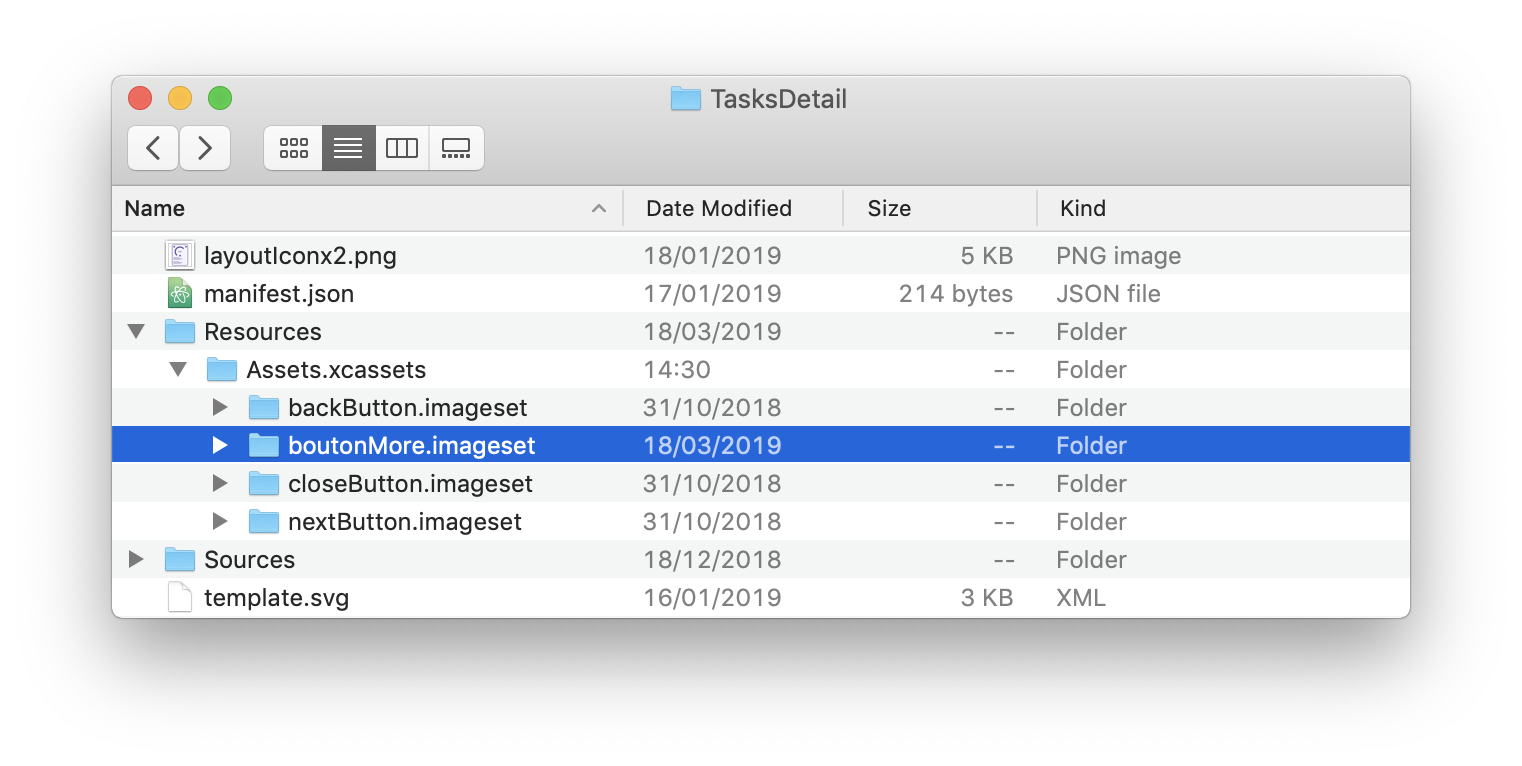 TasksDetail
Name Date Modified Size Kind
layoutIconx2.png 18/01/2019 5 KB PNG image
manifest.json 17/01/2019 214 bytes JSON file
Resources 18/03/2019 -- Folder
Assets.xcassets 14:30 -- Folder
backButton.imageset 31/10/2018 -- Folder
boutonMore.imageset 18/03/2019 -- Folder
closeButton.imageset 31/10/2018 -- Folder
nextButton.imageset 31/10/2018 -- Folder
Sources 18/12/2018 -- Folder
template.svg 16/01/2019 3 KB XML